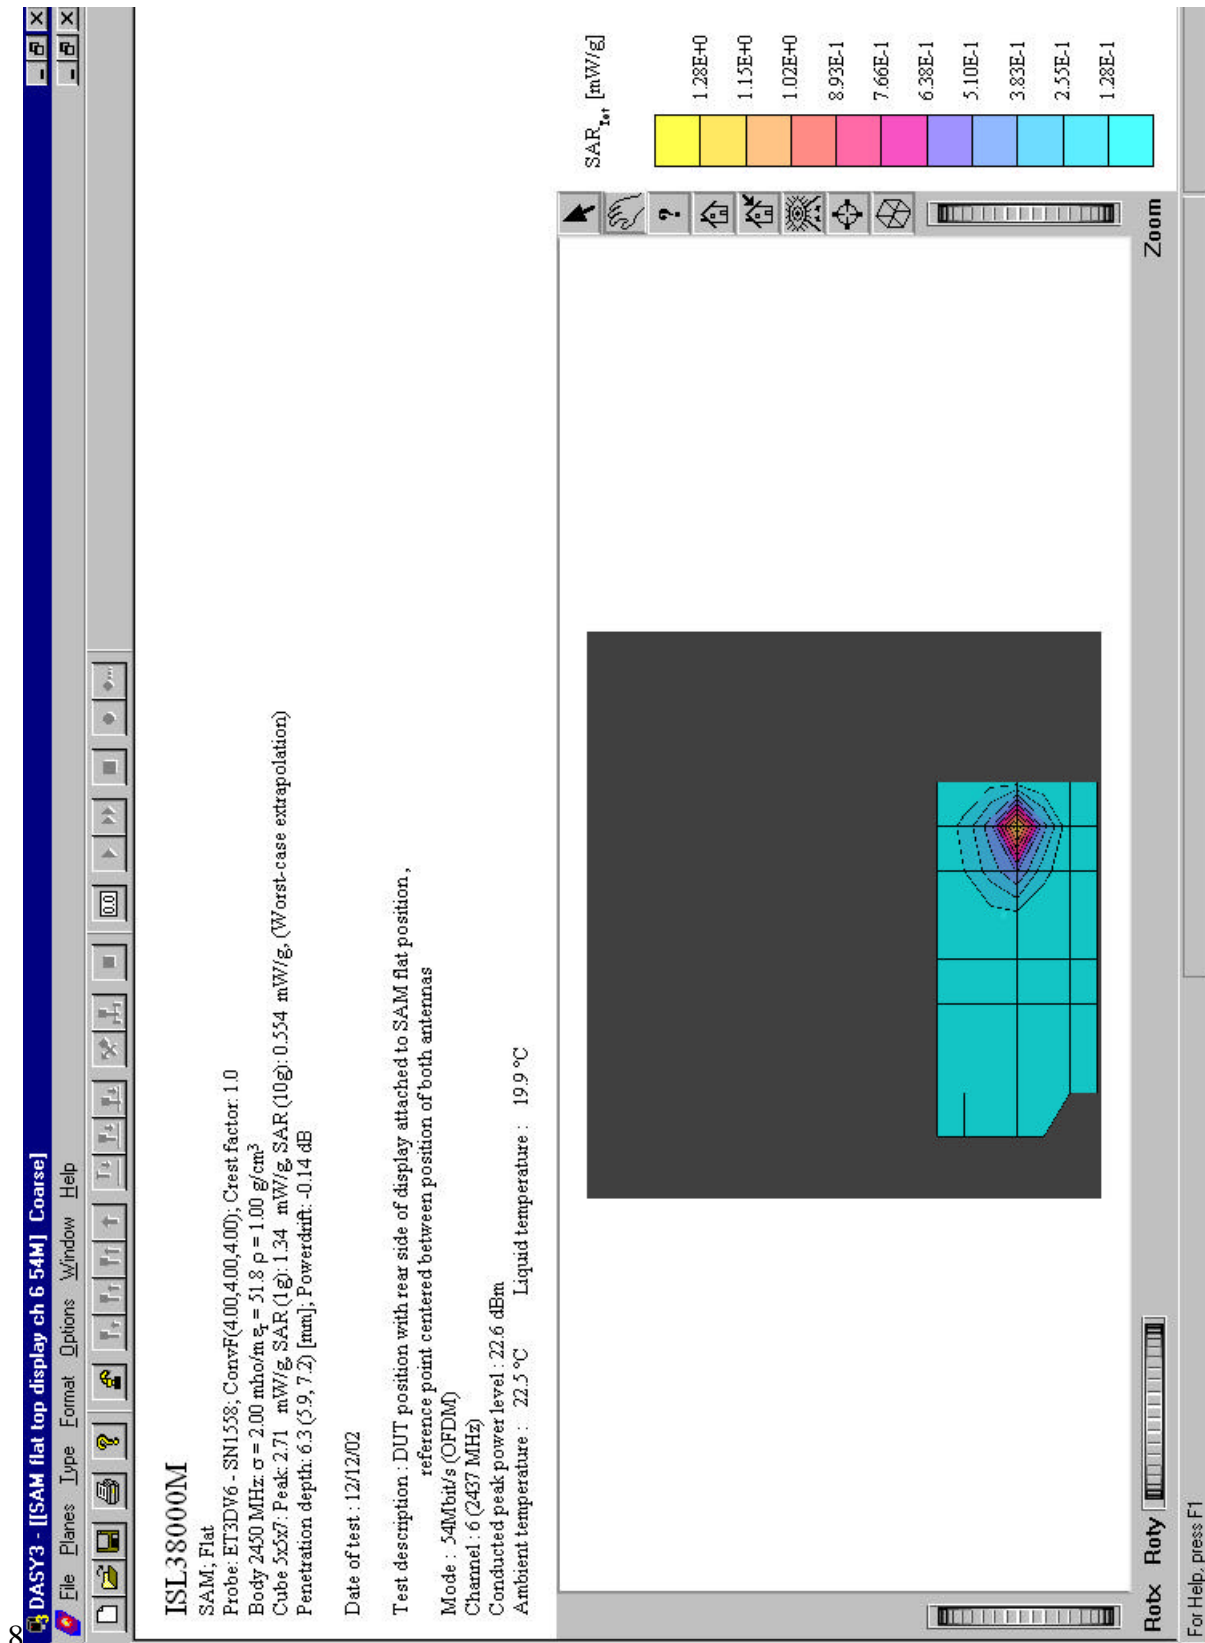 8
DASY3 - [[SAM flat top display ch 6 54M]  Coarse]
File Planes Type Format Options Window Help
0.0
ISL38000M
SAM; Flat
Probe: ET3DV6 - SN1558; ConvF(4.00,4.00,4.00); Crest factor: 1.0
Body 2450 MHz: σ = 2.00 mho/m εr = 51.8 ρ = 1.00 g/cm³
Cube 5x5x7: Peak: 2.71 mW/g, SAR (1g): 1.34 mW/g, SAR (10g): 0.554 mW/g, (Worst-case extrapolation)
Penetration depth: 6.3 (5.9, 7.2) [mm]; Powerdrift: -0.14 dB
Date of test : 12/12/02
Test description : DUT position with rear side of display attached to SAM flat position ,
reference point centered between position of both antennas
Mode : 54Mbit/s (OFDM)
Channel : 6 (2437 MHz)
Conducted peak power level : 22.6 dBm
Ambient temperature : 22.5 °C Liquid temperature : 19.9 °C
SARTot [mW/g]
1.28E+0
1.15E+0
1.02E+0
8.93E-1
7.66E-1
6.38E-1
5.10E-1
3.83E-1
2.55E-1
1.28E-1
Rotx Roty Zoom
For Help, press F1